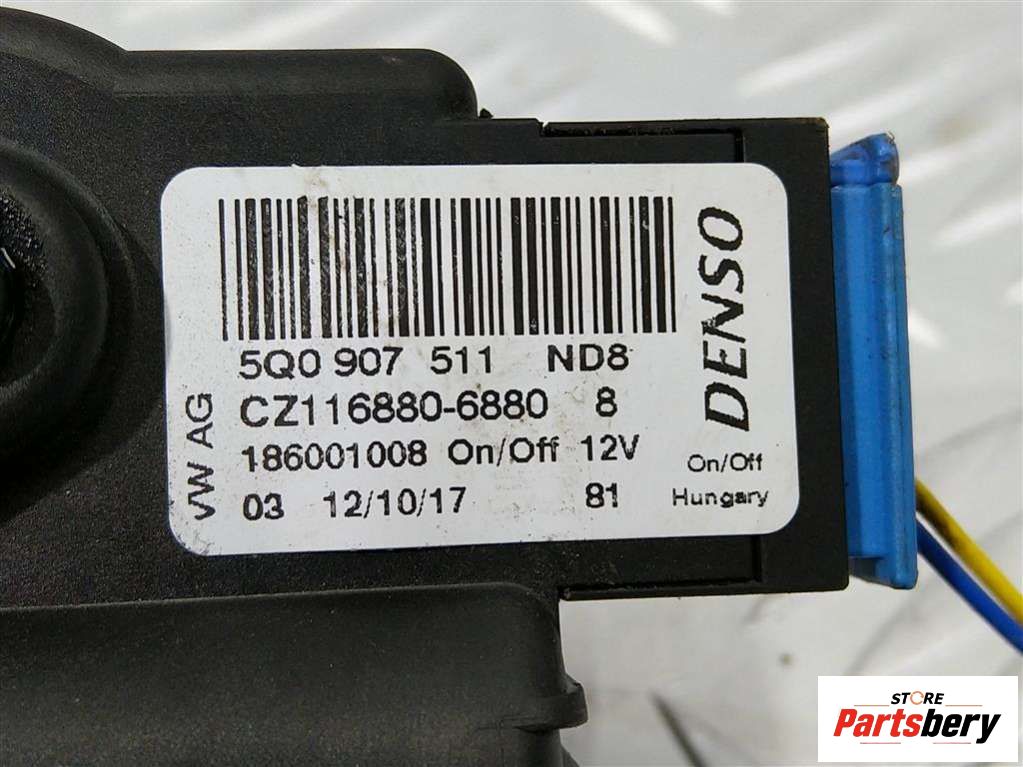 5Q0 907 511 ND8
CZ116880-6880 8
186001008 On/Off 12V
03 12/10/17 81
VW AG
DENSO
On/Off
Hungary
STORE
Partsbery